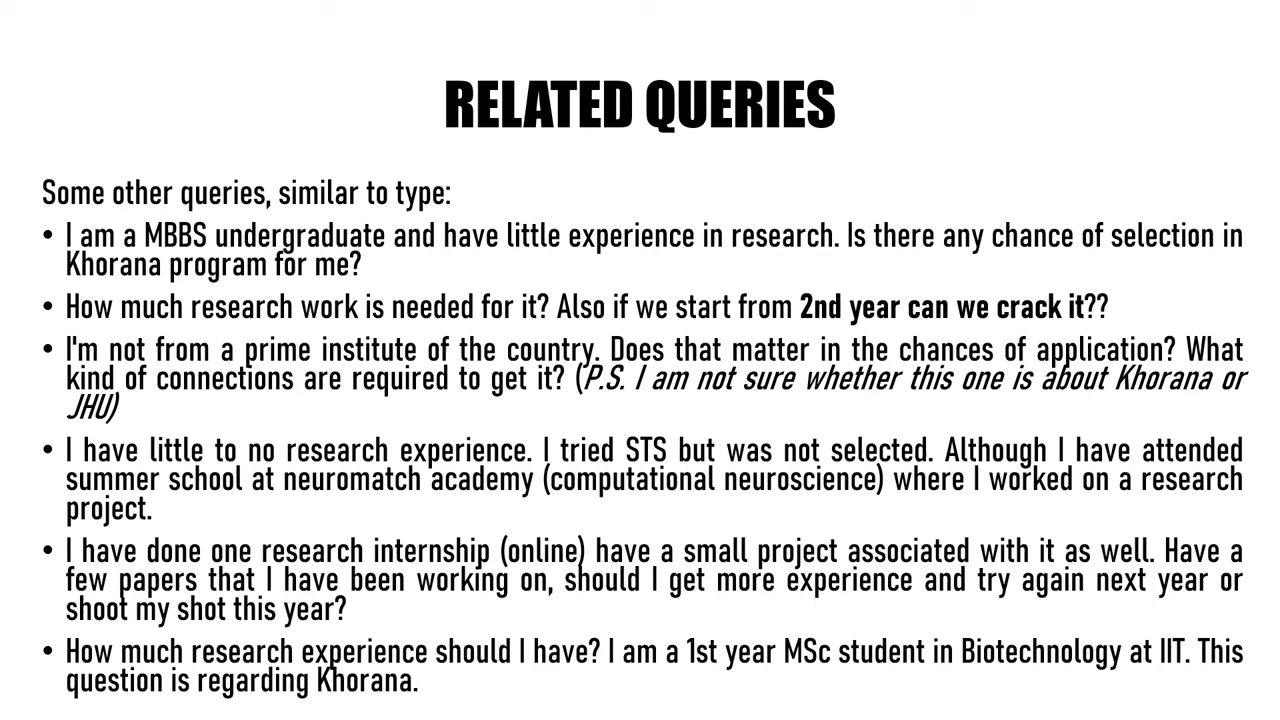 RELATED QUERIES
Some other queries, similar to type:
• I am a MBBS undergraduate and have little experience in research. Is there any chance of selection in
Khorana program for me?
• How much research work is needed for it? Also if we start from 2nd year can we crack it??
• I'm not from a prime institute of the country. Does that matter in the chances of application? What
kind of connections are required to get it? (P.S. I am not sure whether this one is about Khorana or
JHU)
• I have little to no research experience. I tried STS but was not selected. Although I have attended
summer school at neuromatch academy (computational neuroscience) where I worked on a research
project.
• I have done one research internship (online) have a small project associated with it as well. Have a
few papers that I have been working on, should I get more experience and try again next year or
shoot my shot this year?
• How much research experience should I have? I am a 1st year MSc student in Biotechnology at IIT. This
question is regarding Khorana.